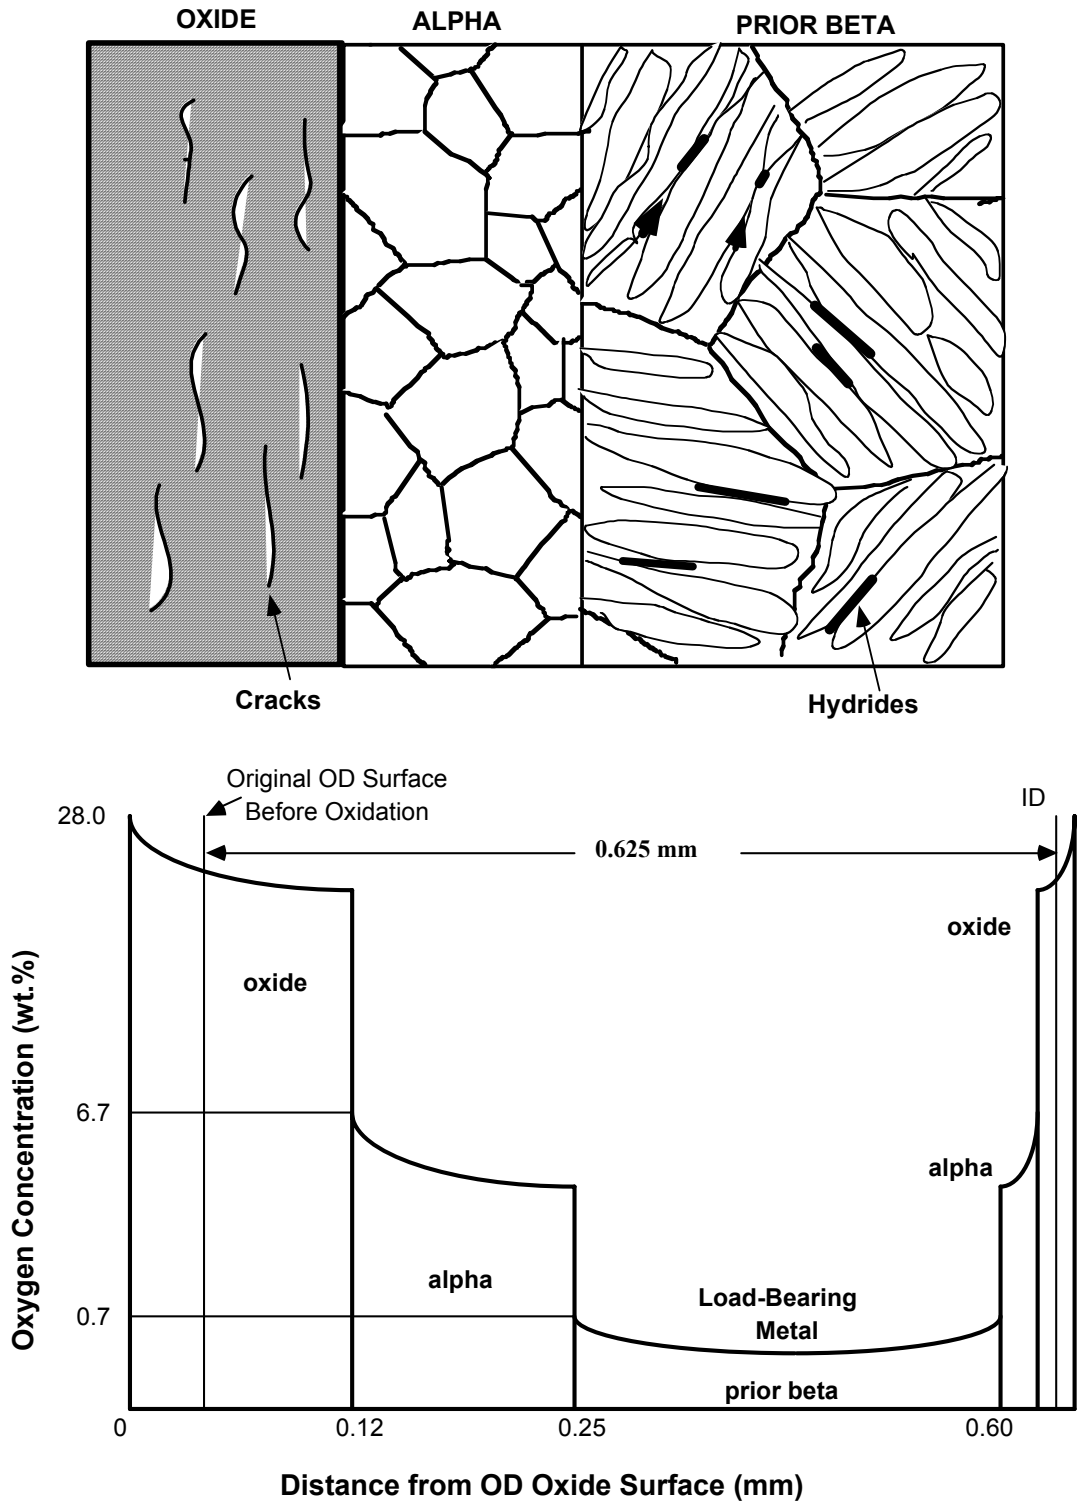 OXIDE
ALPHA
PRIOR BETA
Cracks
Hydrides
Original OD Surface
Before Oxidation
ID
28.0
0.625 mm
oxide
oxide
6.7
alpha
alpha
Load-Bearing
Metal
0.7
prior beta
0
0.12
0.25
0.60
Oxygen Concentration (wt.%)
Distance from OD Oxide Surface (mm)